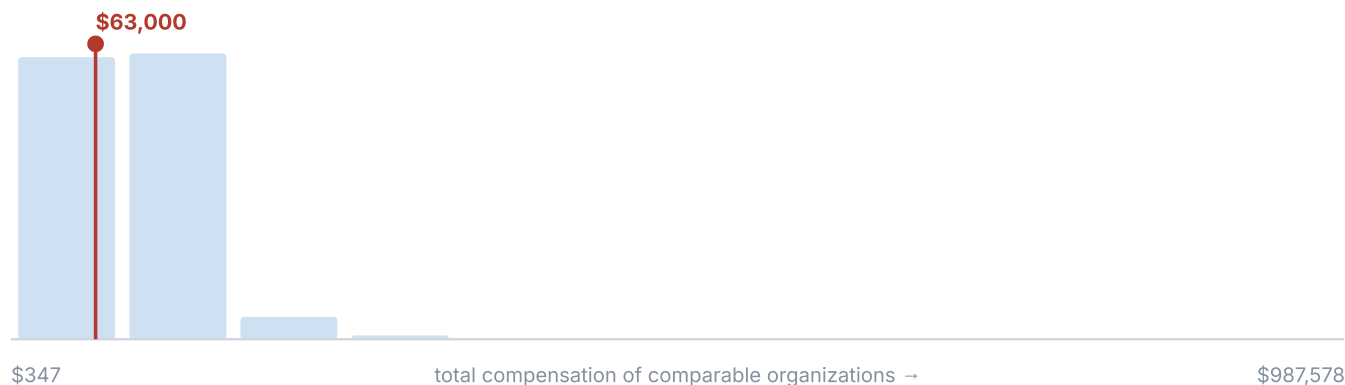 $63,000
$347 total compensation of comparable organizations → $987,578